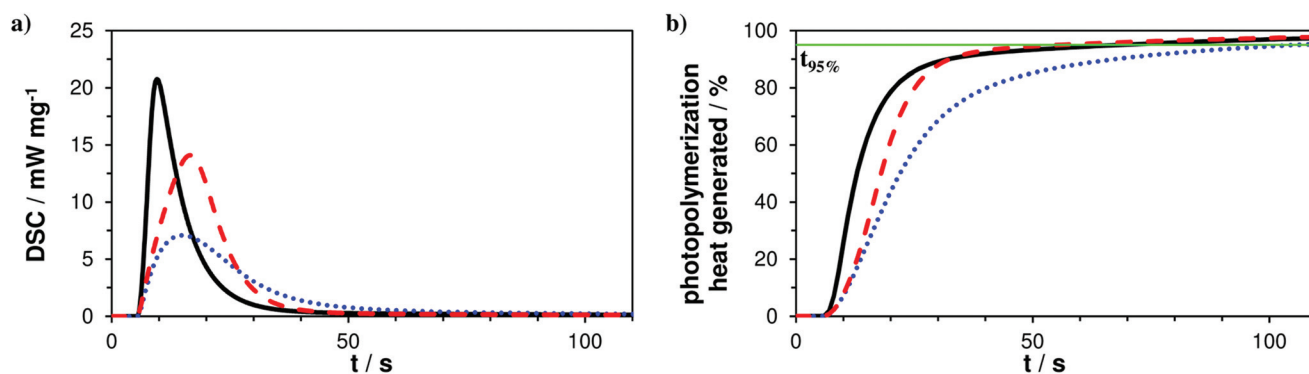 a)
DSC / mW mg⁻¹
25
20
15
10
5
0
0 50 100
t / s
b)
photopolymerization
heat generated / %
100
80
60
40
20
0
t95%
0 50 100
t / s